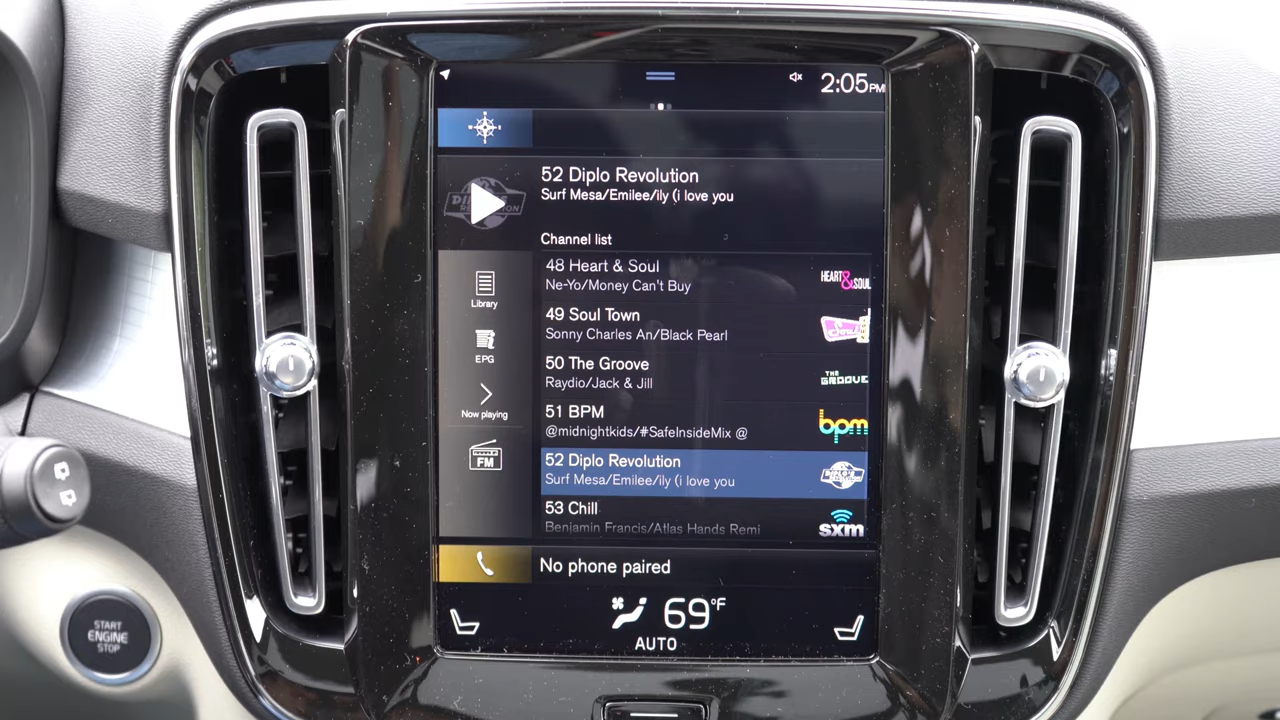 2:05PM
52 Diplo Revolution
Surf Mesa/Emilee/ily (i love you
Channel list
48 Heart & Soul
Ne-Yo/Money Can't Buy
HEART&SOUL
49 Soul Town
Sonny Charles An/Black Pearl
Soul
50 The Groove
Raydio/Jack & Jill
THE
GROOVE
51 BPM
@midnightkids/#SafeInsideMix @
bpm
52 Diplo Revolution
Surf Mesa/Emilee/ily (i love you
DIPLO'S
53 Chill
Benjamin Francis/Atlas Hands Remi
sxm
Library
EPG
Now playing
FM
No phone paired
69°F
AUTO
START
ENGINE
STOP